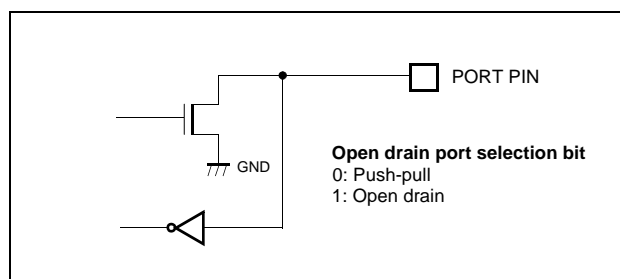 PORT PIN
GND
Open drain port selection bit
0: Push-pull
1: Open drain